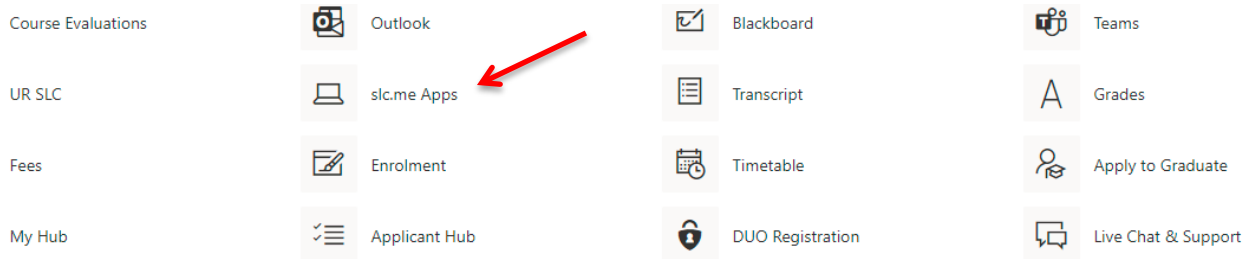 Course Evaluations Outlook Blackboard Teams
UR SLC slc.me Apps Transcript Grades
Fees Enrolment Timetable Apply to Graduate
My Hub Applicant Hub DUO Registration Live Chat & Support